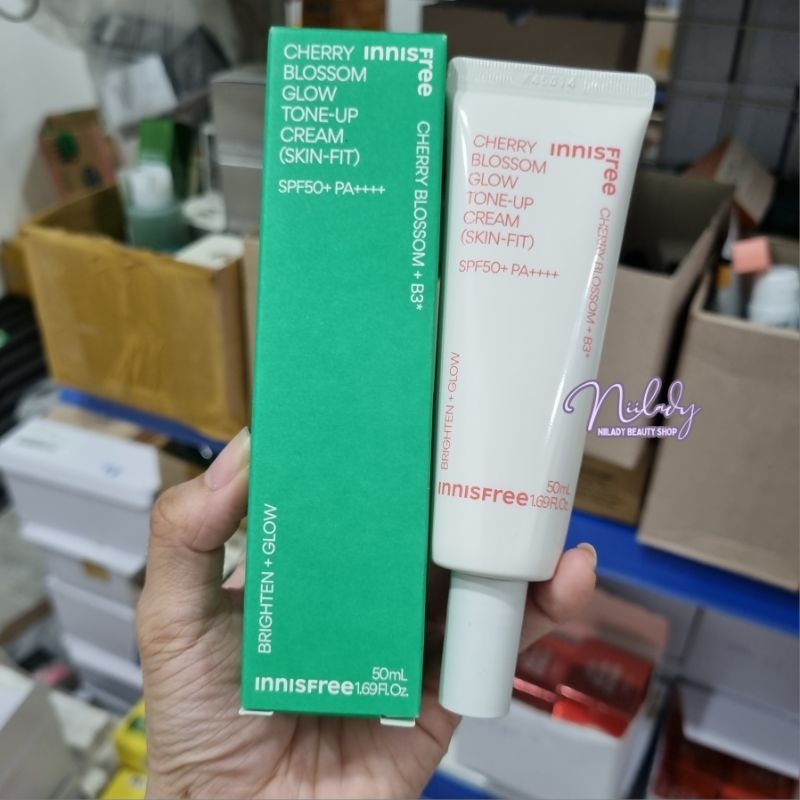 CHERRY
BLOSSOM
GLOW
TONE-UP
CREAM
(SKIN-FIT)
SPF50+ PA++++
innisfree
CHERRY BLOSSOM + B3*
BRIGHTEN + GLOW
innisfree
50mL
1.69 Fl.Oz.
CHERRY
BLOSSOM
GLOW
TONE-UP
CREAM
(SKIN-FIT)
SPF50+ PA++++
innisfree
CHERRY BLOSSOM + B3*
BRIGHTEN + GLOW
innisfree
50mL
1.69 Fl.Oz.
Niilady
NIILADY BEAUTY SHOP